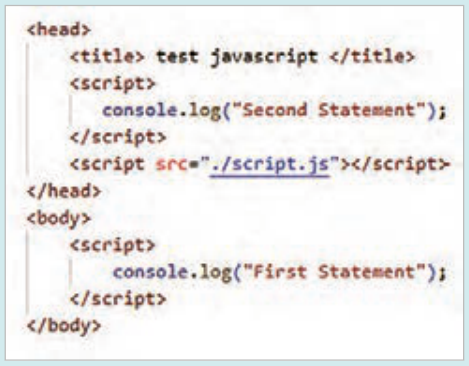 <head>
<title> test javascript </title>
<script>
console.log("Second Statement");
</script>
<script src="./script.js"></script>
</head>
<body>
<script>
console.log("First Statement");
</script>
</body>